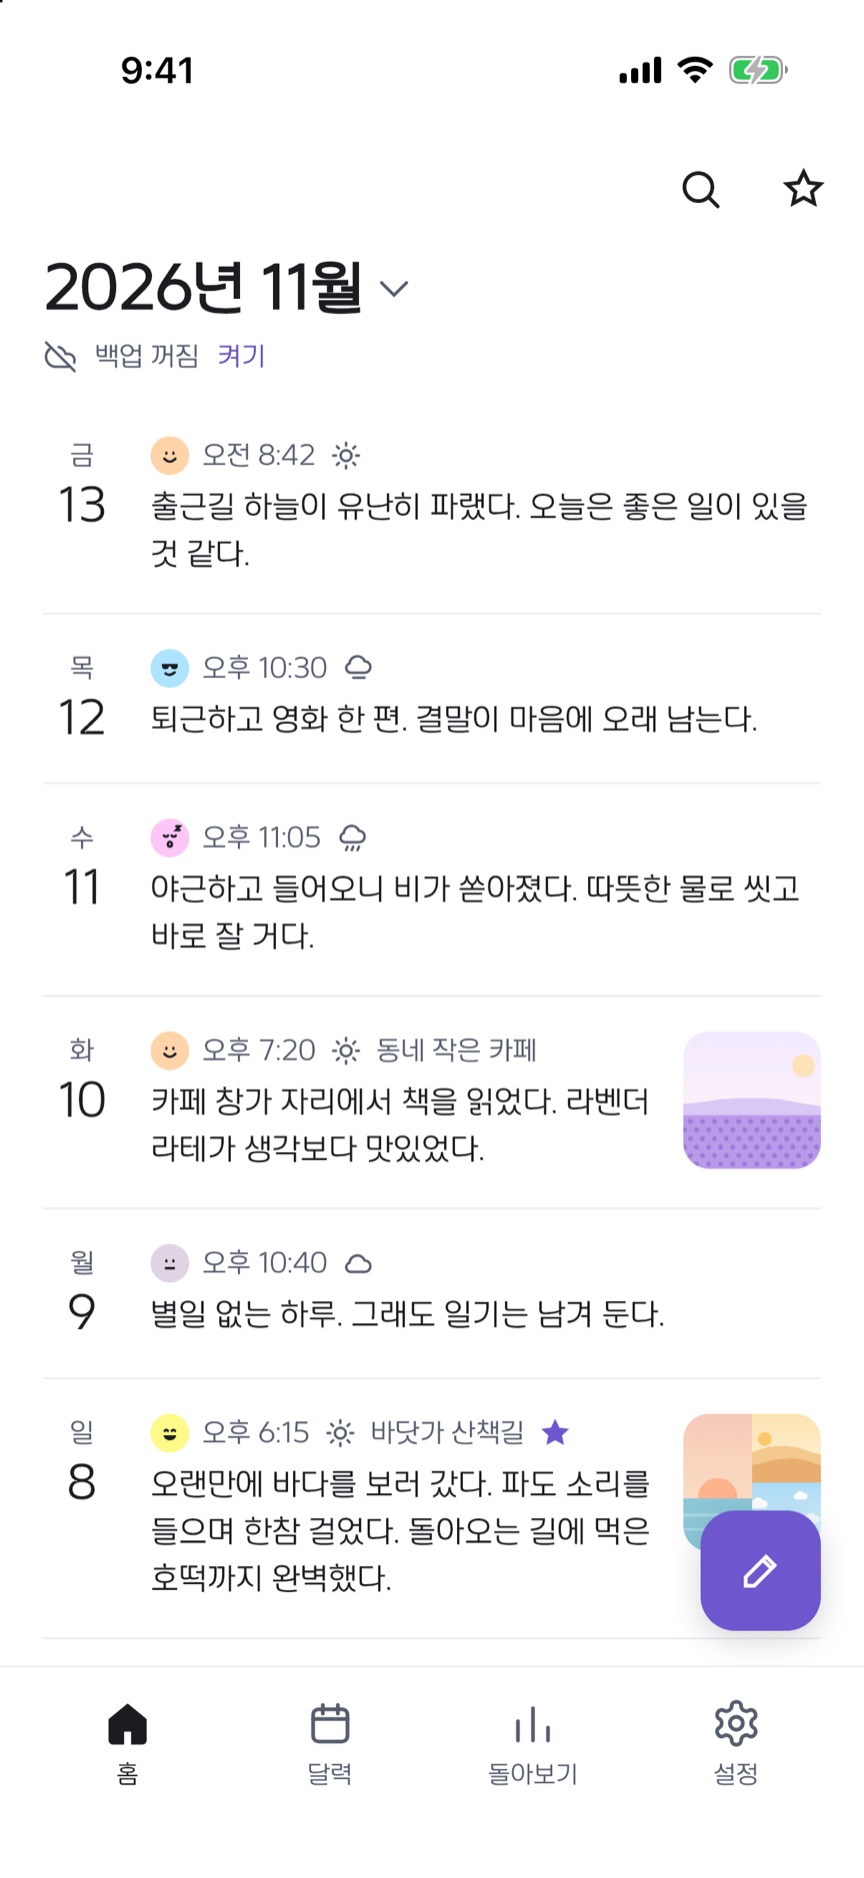 9:41
2026년 11월
백업 꺼짐 켜기
금
13
오전 8:42
출근길 하늘이 유난히 파랬다. 오늘은 좋은 일이 있을
것 같다.
목
12
오후 10:30
퇴근하고 영화 한 편. 결말이 마음에 오래 남는다.
수
11
오후 11:05
야근하고 들어오니 비가 쏟아졌다. 따뜻한 물로 씻고
바로 잘 거다.
화
10
오후 7:20 동네 작은 카페
카페 창가 자리에서 책을 읽었다. 라벤더
라테가 생각보다 맛있었다.
월
9
오후 10:40
별일 없는 하루. 그래도 일기는 남겨 둔다.
일
8
오후 6:15 바닷가 산책길
오랜만에 바다를 보러 갔다. 파도 소리를
들으며 한참 걸었다. 돌아오는 길에 먹은
호떡까지 완벽했다.
홈 달력 돌아보기 설정